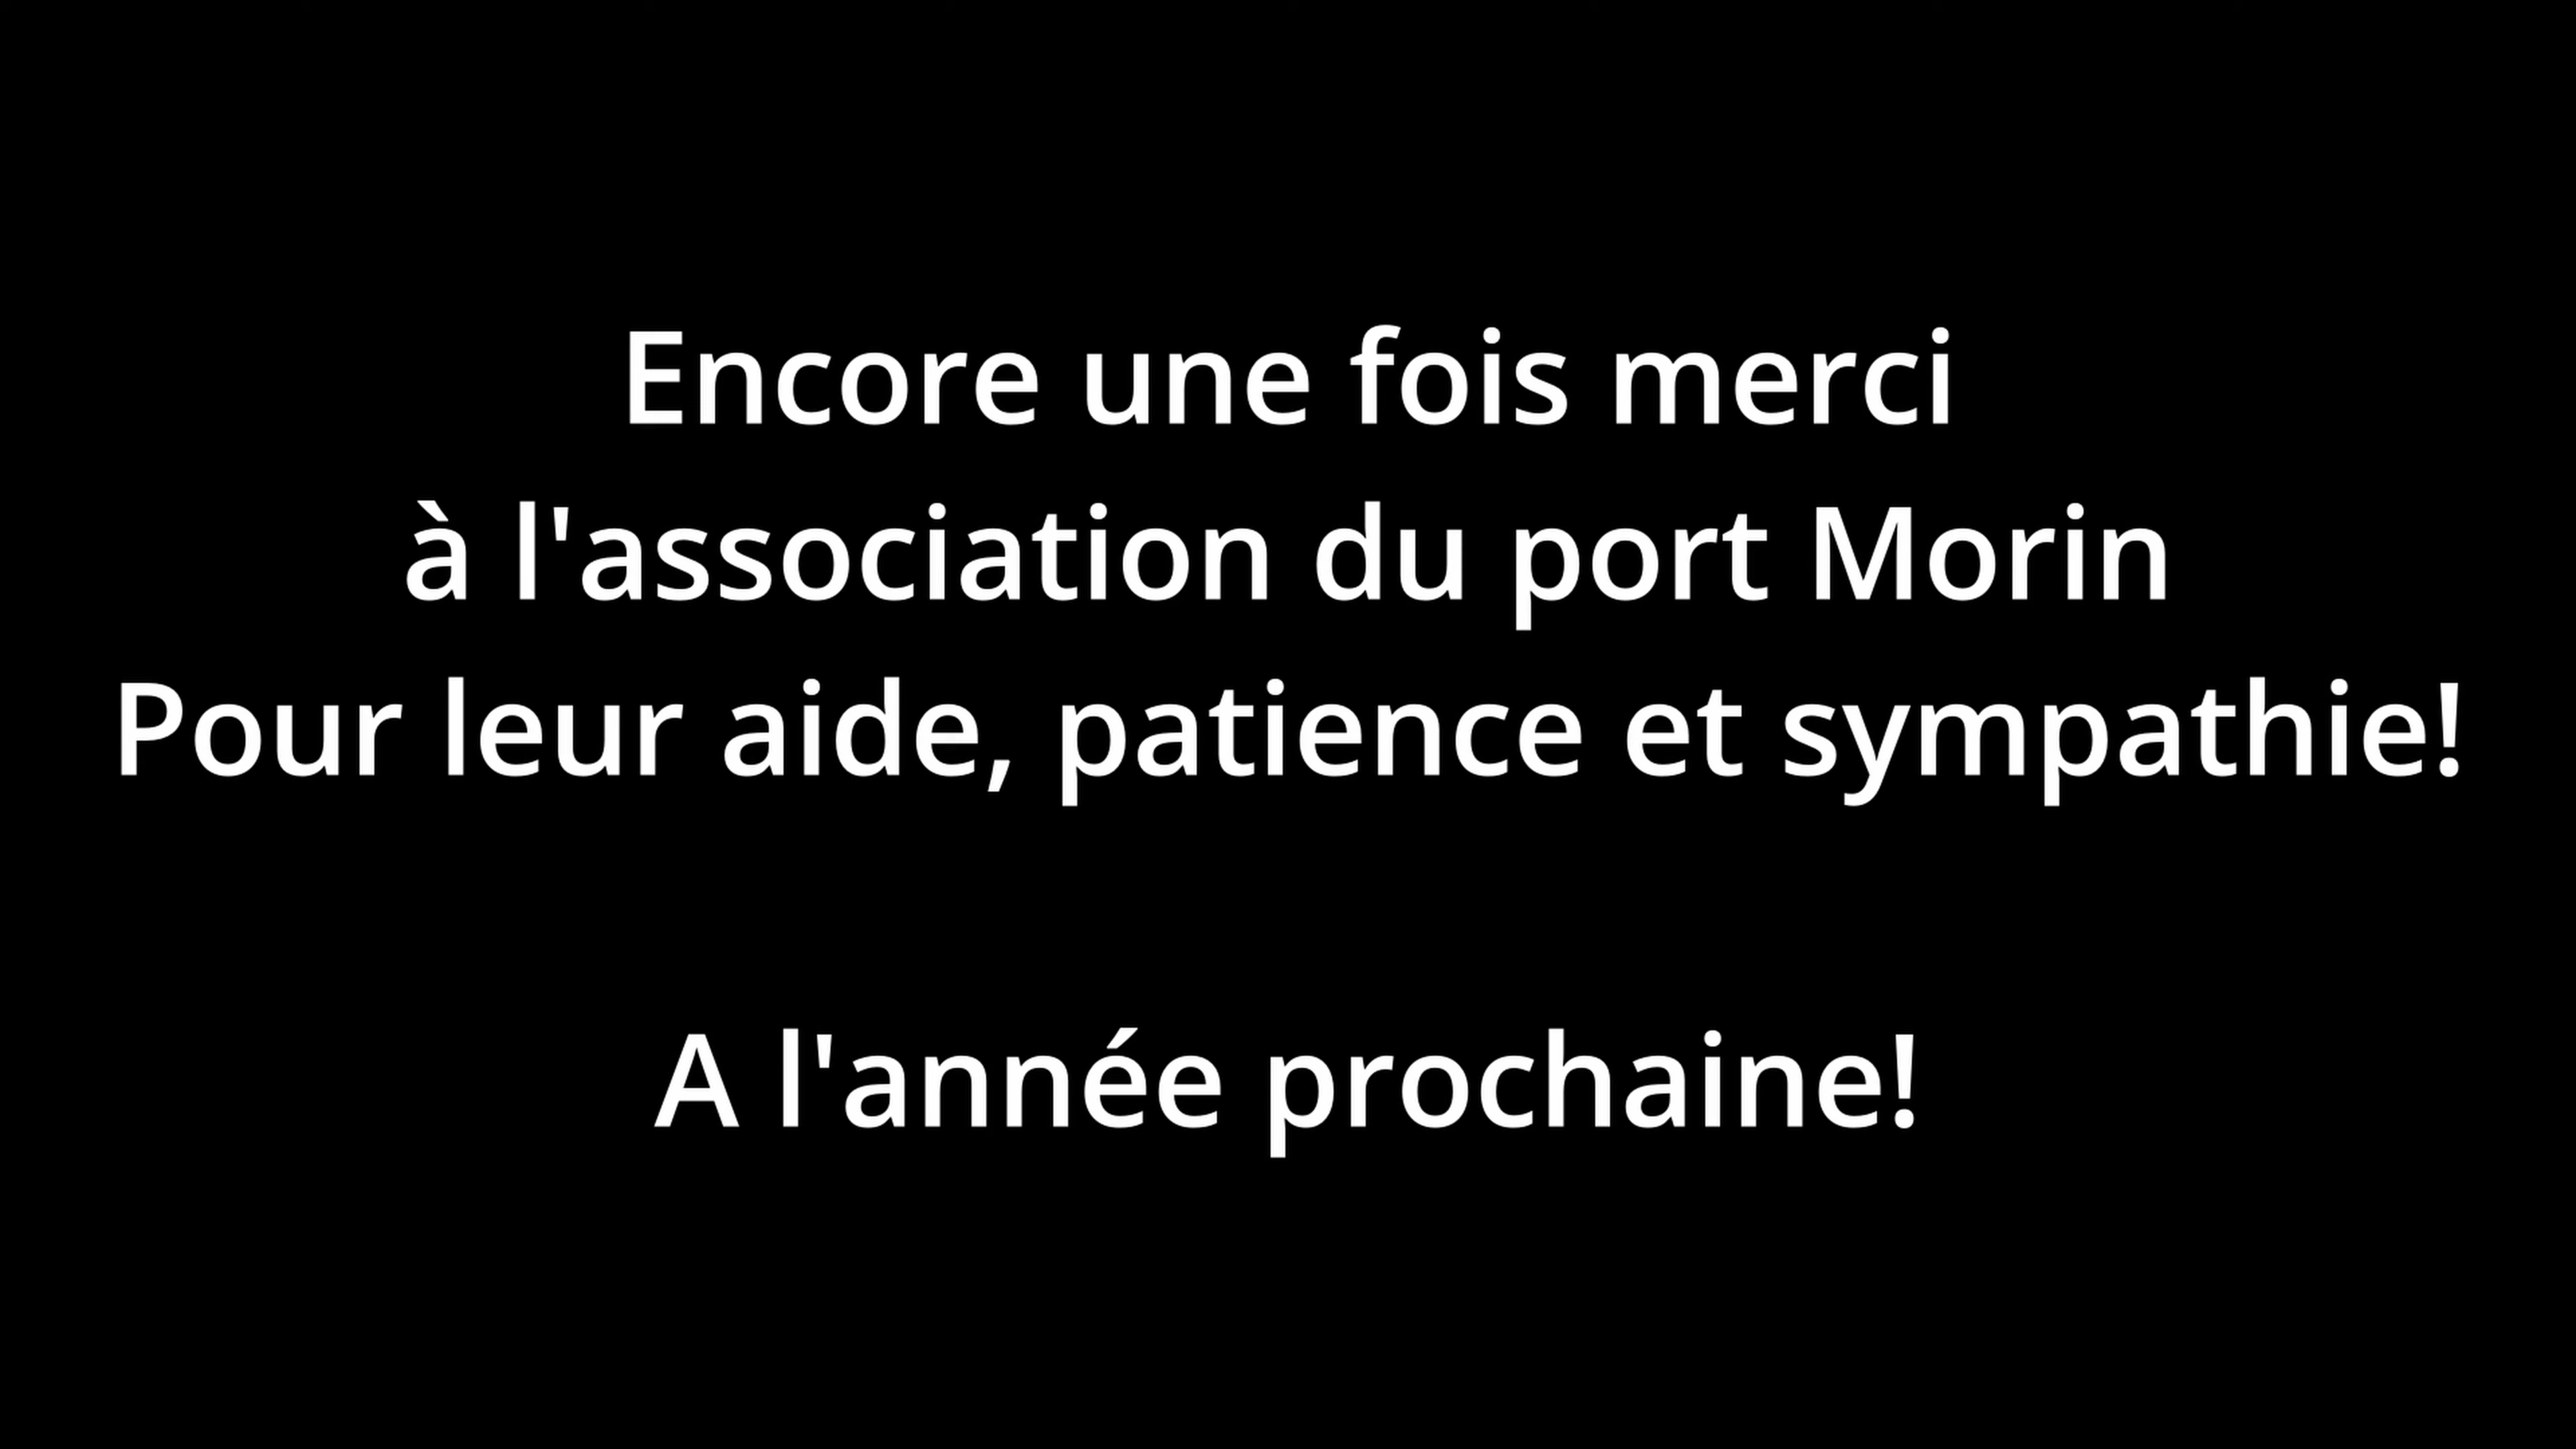 Encore une fois merci
à l'association du port Morin
Pour leur aide, patience et sympathie!
A l'année prochaine!